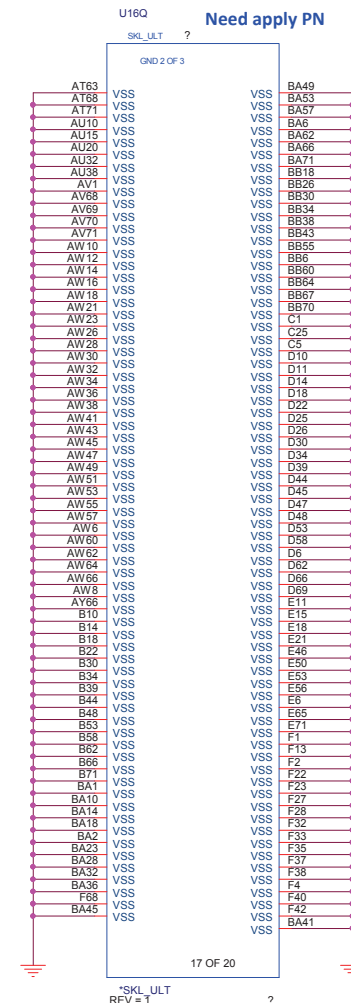 U16Q
Need apply PN
SKL_ULT ?
GND 2 OF 3
AT63 VSS VSS BA49
AT68 VSS VSS BA53
AT71 VSS VSS BA57
AU10 VSS VSS BA6
AU15 VSS VSS BA62
AU20 VSS VSS BA66
AU32 VSS VSS BA71
AU38 VSS VSS BB18
AV1 VSS VSS BB26
AV68 VSS VSS BB30
AV69 VSS VSS BB34
AV70 VSS VSS BB38
AV71 VSS VSS BB43
AW10 VSS VSS BB55
AW12 VSS VSS BB6
AW14 VSS VSS BB60
AW16 VSS VSS BB64
AW18 VSS VSS BB67
AW21 VSS VSS BB70
AW23 VSS VSS C1
AW26 VSS VSS C25
AW28 VSS VSS C5
AW30 VSS VSS D10
AW32 VSS VSS D11
AW34 VSS VSS D14
AW36 VSS VSS D18
AW38 VSS VSS D22
AW41 VSS VSS D25
AW43 VSS VSS D26
AW45 VSS VSS D30
AW47 VSS VSS D34
AW49 VSS VSS D39
AW51 VSS VSS D44
AW53 VSS VSS D45
AW55 VSS VSS D47
AW57 VSS VSS D48
AW6 VSS VSS D53
AW60 VSS VSS D58
AW62 VSS VSS D6
AW64 VSS VSS D62
AW66 VSS VSS D66
AW8 VSS VSS D69
AY66 VSS VSS E11
B10 VSS VSS E15
B14 VSS VSS E18
B18 VSS VSS E21
B22 VSS VSS E46
B30 VSS VSS E50
B34 VSS VSS E53
B39 VSS VSS E56
B44 VSS VSS E6
B48 VSS VSS E65
B53 VSS VSS E71
B58 VSS VSS F1
B62 VSS VSS F13
B66 VSS VSS F2
B71 VSS VSS F22
BA1 VSS VSS F23
BA10 VSS VSS F27
BA14 VSS VSS F28
BA18 VSS VSS F32
BA2 VSS VSS F33
BA23 VSS VSS F35
BA28 VSS VSS F37
BA32 VSS VSS F38
BA36 VSS VSS F4
F68 VSS VSS F40
BA45 VSS VSS F42
VSS BA41
17 OF 20
*SKL_ULT
REV = 1 ?